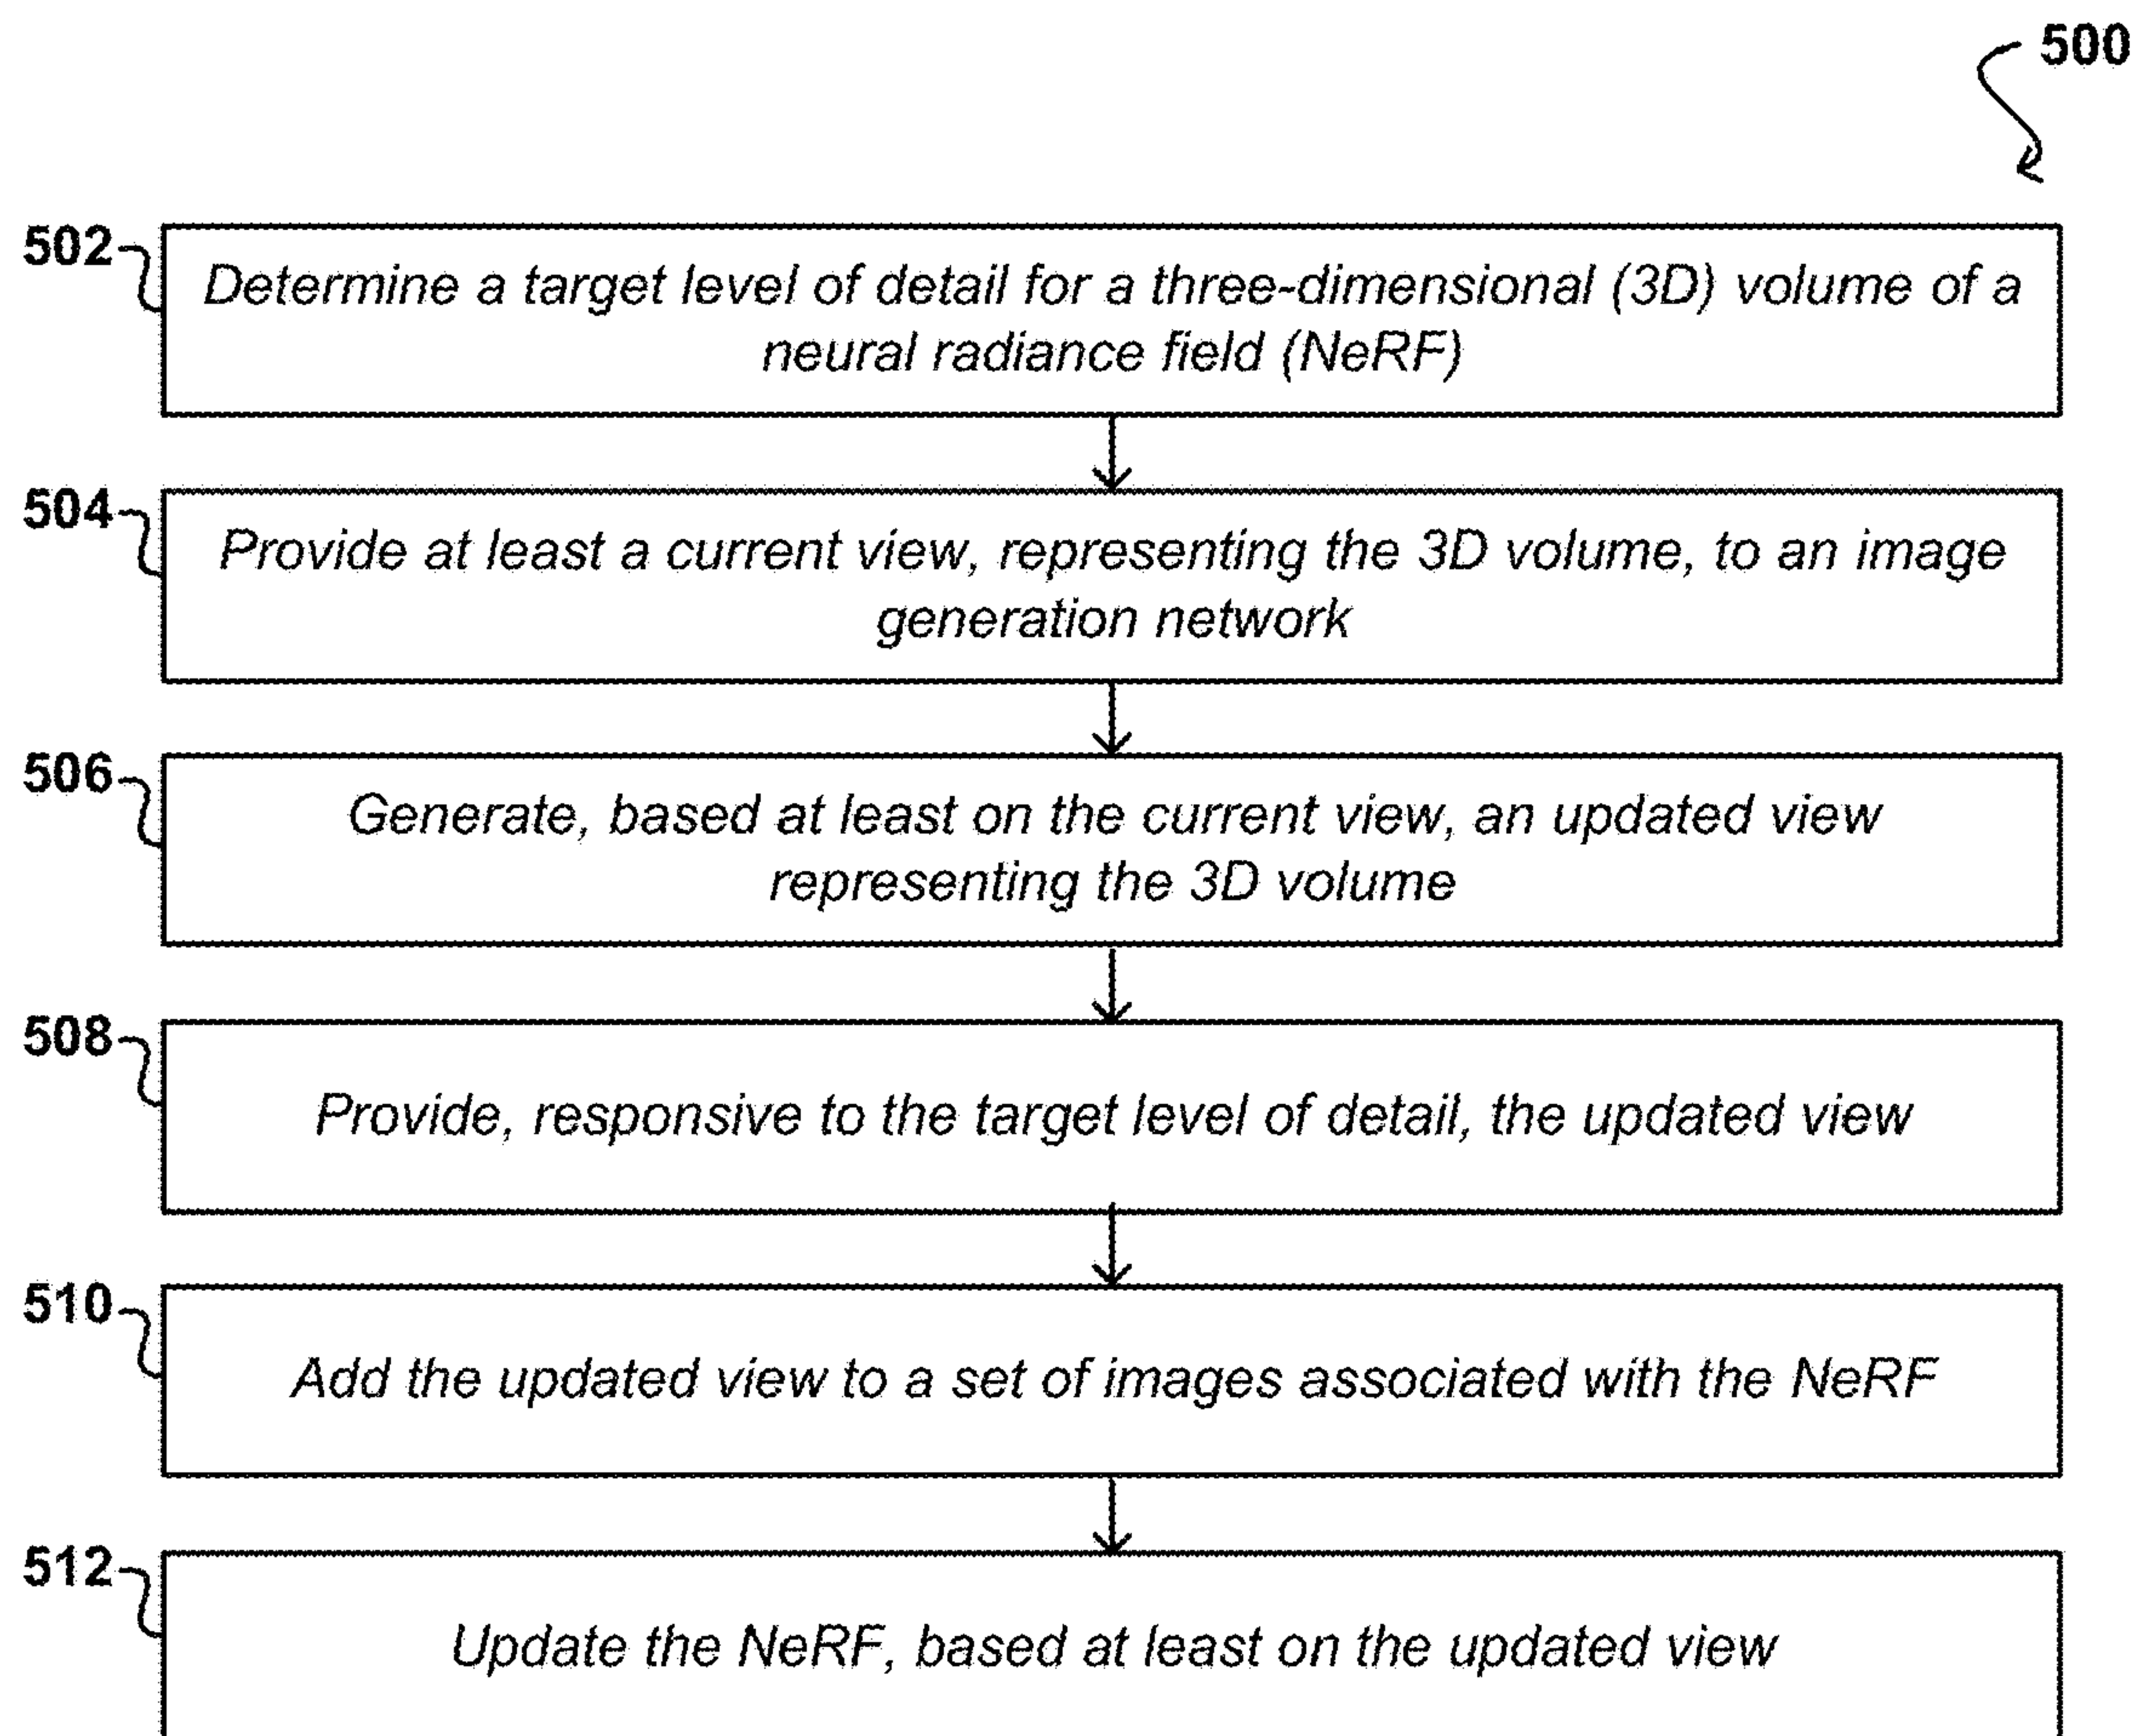 500
502
Determine a target level of detail for a three-dimensional (3D) volume of a
neural radiance field (NeRF)
504
Provide at least a current view, representing the 3D volume, to an image
generation network
506
Generate, based at least on the current view, an updated view
representing the 3D volume
508
Provide, responsive to the target level of detail, the updated view
510
Add the updated view to a set of images associated with the NeRF
512
Update the NeRF, based at least on the updated view